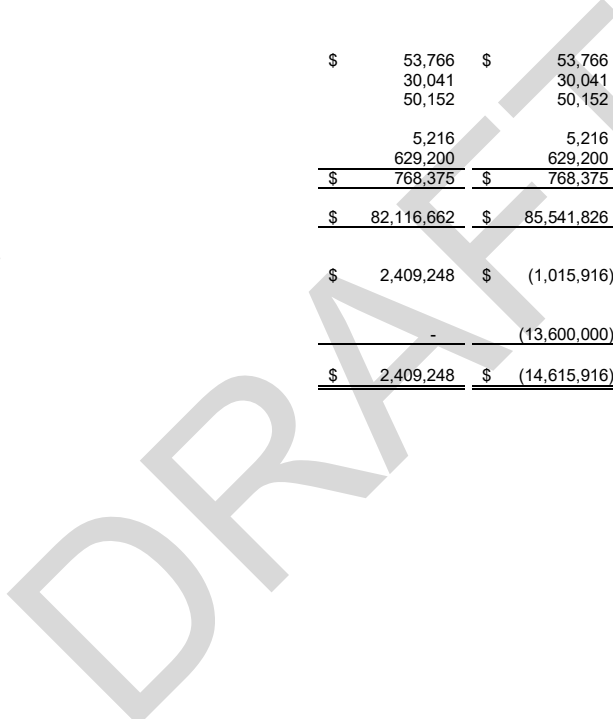 $ 53,766 $ 53,766
30,041 30,041
50,152 50,152
5,216 5,216
629,200 629,200
$ 768,375 $ 768,375
$ 82,116,662 $ 85,541,826
$ 2,409,248 $ (1,015,916)
- (13,600,000)
$ 2,409,248 $ (14,615,916)
DRAFT